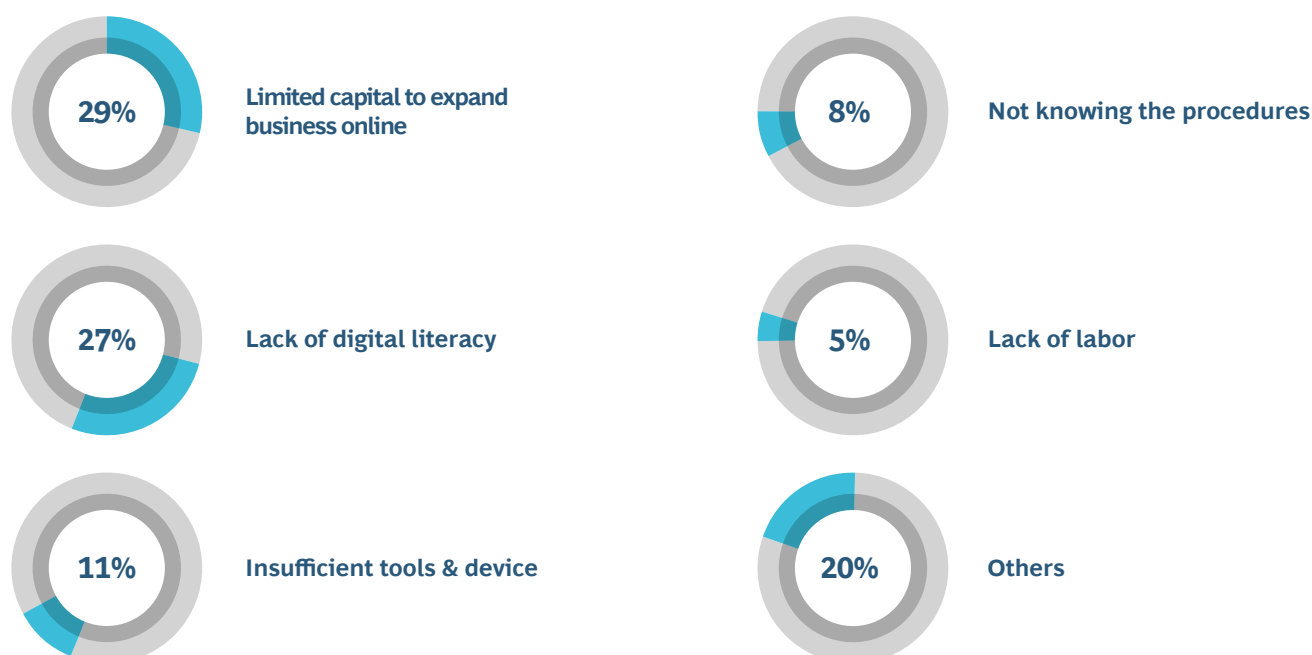 29%
Limited capital to expand
business online
27%
Lack of digital literacy
11%
Insufficient tools & device
8%
Not knowing the procedures
5%
Lack of labor
20%
Others